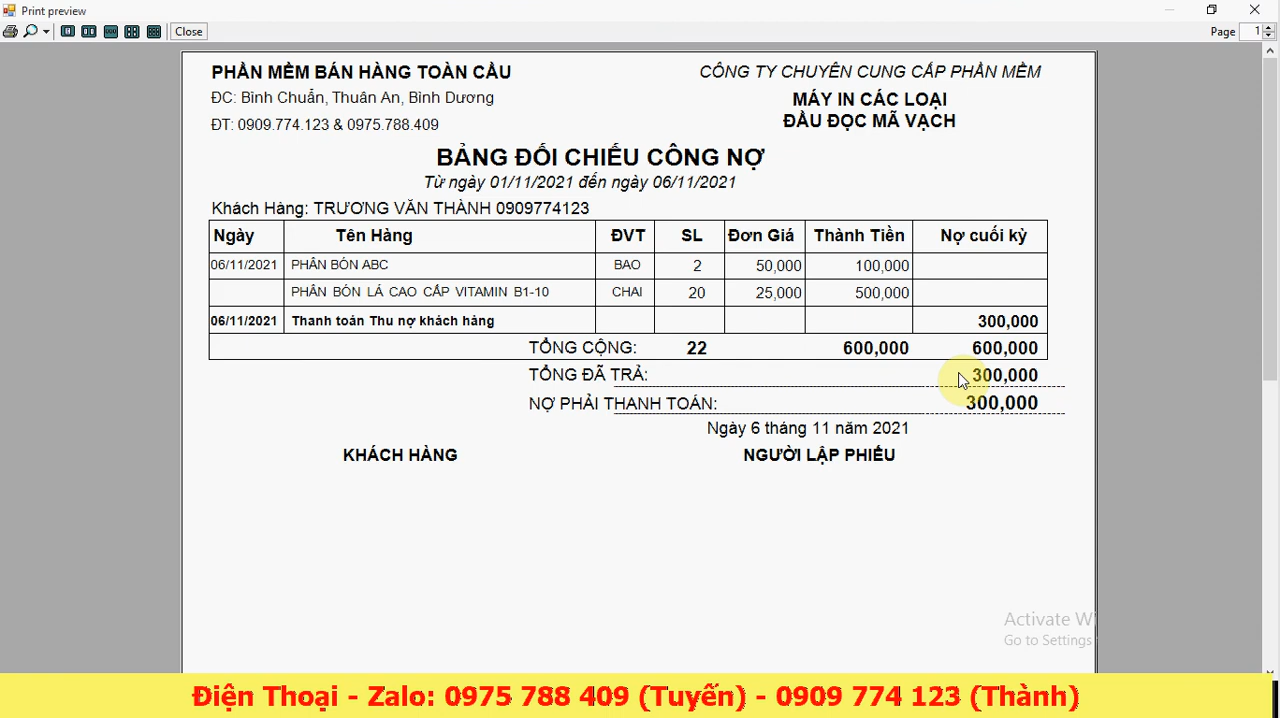 Print preview
Close
Page 1
PHẦN MỀM BÁN HÀNG TOÀN CẦU
CÔNG TY CHUYÊN CUNG CẤP PHẦN MỀM
ĐC: Bình Chuẩn, Thuân An, Bình Dương
MÁY IN CÁC LOẠI
ĐT: 0909.774.123 & 0975.788.409
ĐẦU ĐỌC MÃ VẠCH
BẢNG ĐỐI CHIẾU CÔNG NỢ
Từ ngày 01/11/2021 đến ngày 06/11/2021
Khách Hàng: TRƯƠNG VĂN THÀNH 0909774123
Ngày Tên Hàng ĐVT SL Đơn Giá Thành Tiền Nợ cuối kỳ
06/11/2021 PHÂN BÓN ABC BAO 2 50,000 100,000
PHÂN BÓN LÁ CAO CẤP VITAMIN B1-10 CHAI 20 25,000 500,000
06/11/2021 Thanh toán Thu nợ khách hàng 300,000
TỔNG CỘNG: 22 600,000 600,000
TỔNG ĐÃ TRẢ: 300,000
NỢ PHẢI THANH TOÁN: 300,000
Ngày 6 tháng 11 năm 2021
KHÁCH HÀNG NGƯỜI LẬP PHIẾU
Activate Wi
Go to Settings
Điện Thoại - Zalo: 0975 788 409 (Tuyến) - 0909 774 123 (Thành)